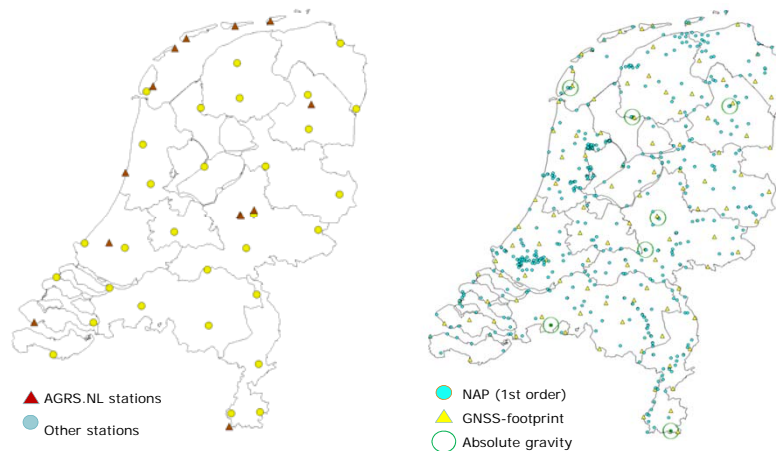 AGRS.NL stations
Other stations
NAP (1st order)
GNSS-footprint
Absolute gravity